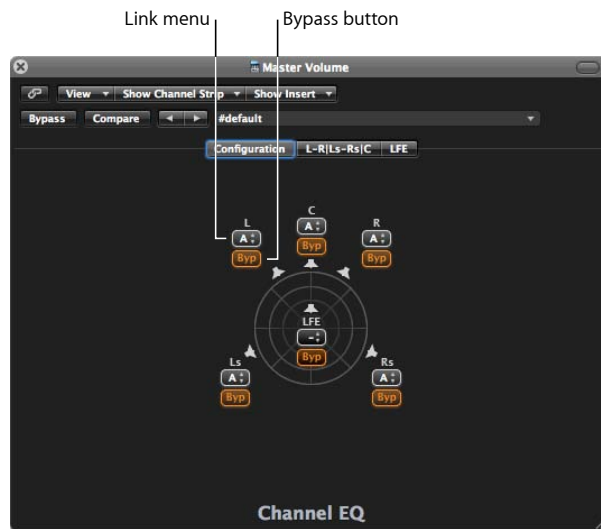 Link menu Bypass button
Master Volume
View Show Channel Strip Show Insert
Bypass Compare #default
Configuration L-R|Ls-Rs|C LFE
L C R
A A A
Byp Byp Byp
LFE
-
Byp
Ls Rs
A A
Byp Byp
Channel EQ